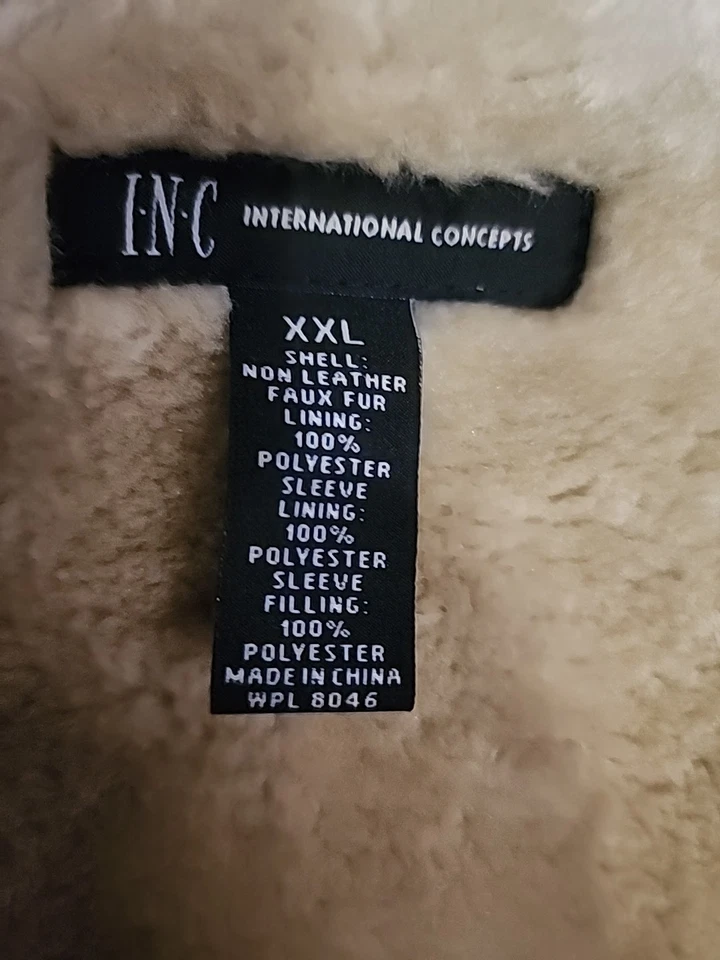 I·N·C INTERNATIONAL CONCEPTS
XXL
SHELL:
NON LEATHER
FAUX FUR
LINING:
100%
POLYESTER
SLEEVE
LINING:
100%
POLYESTER
SLEEVE
FILLING:
100%
POLYESTER
MADE IN CHINA
WPL 8046